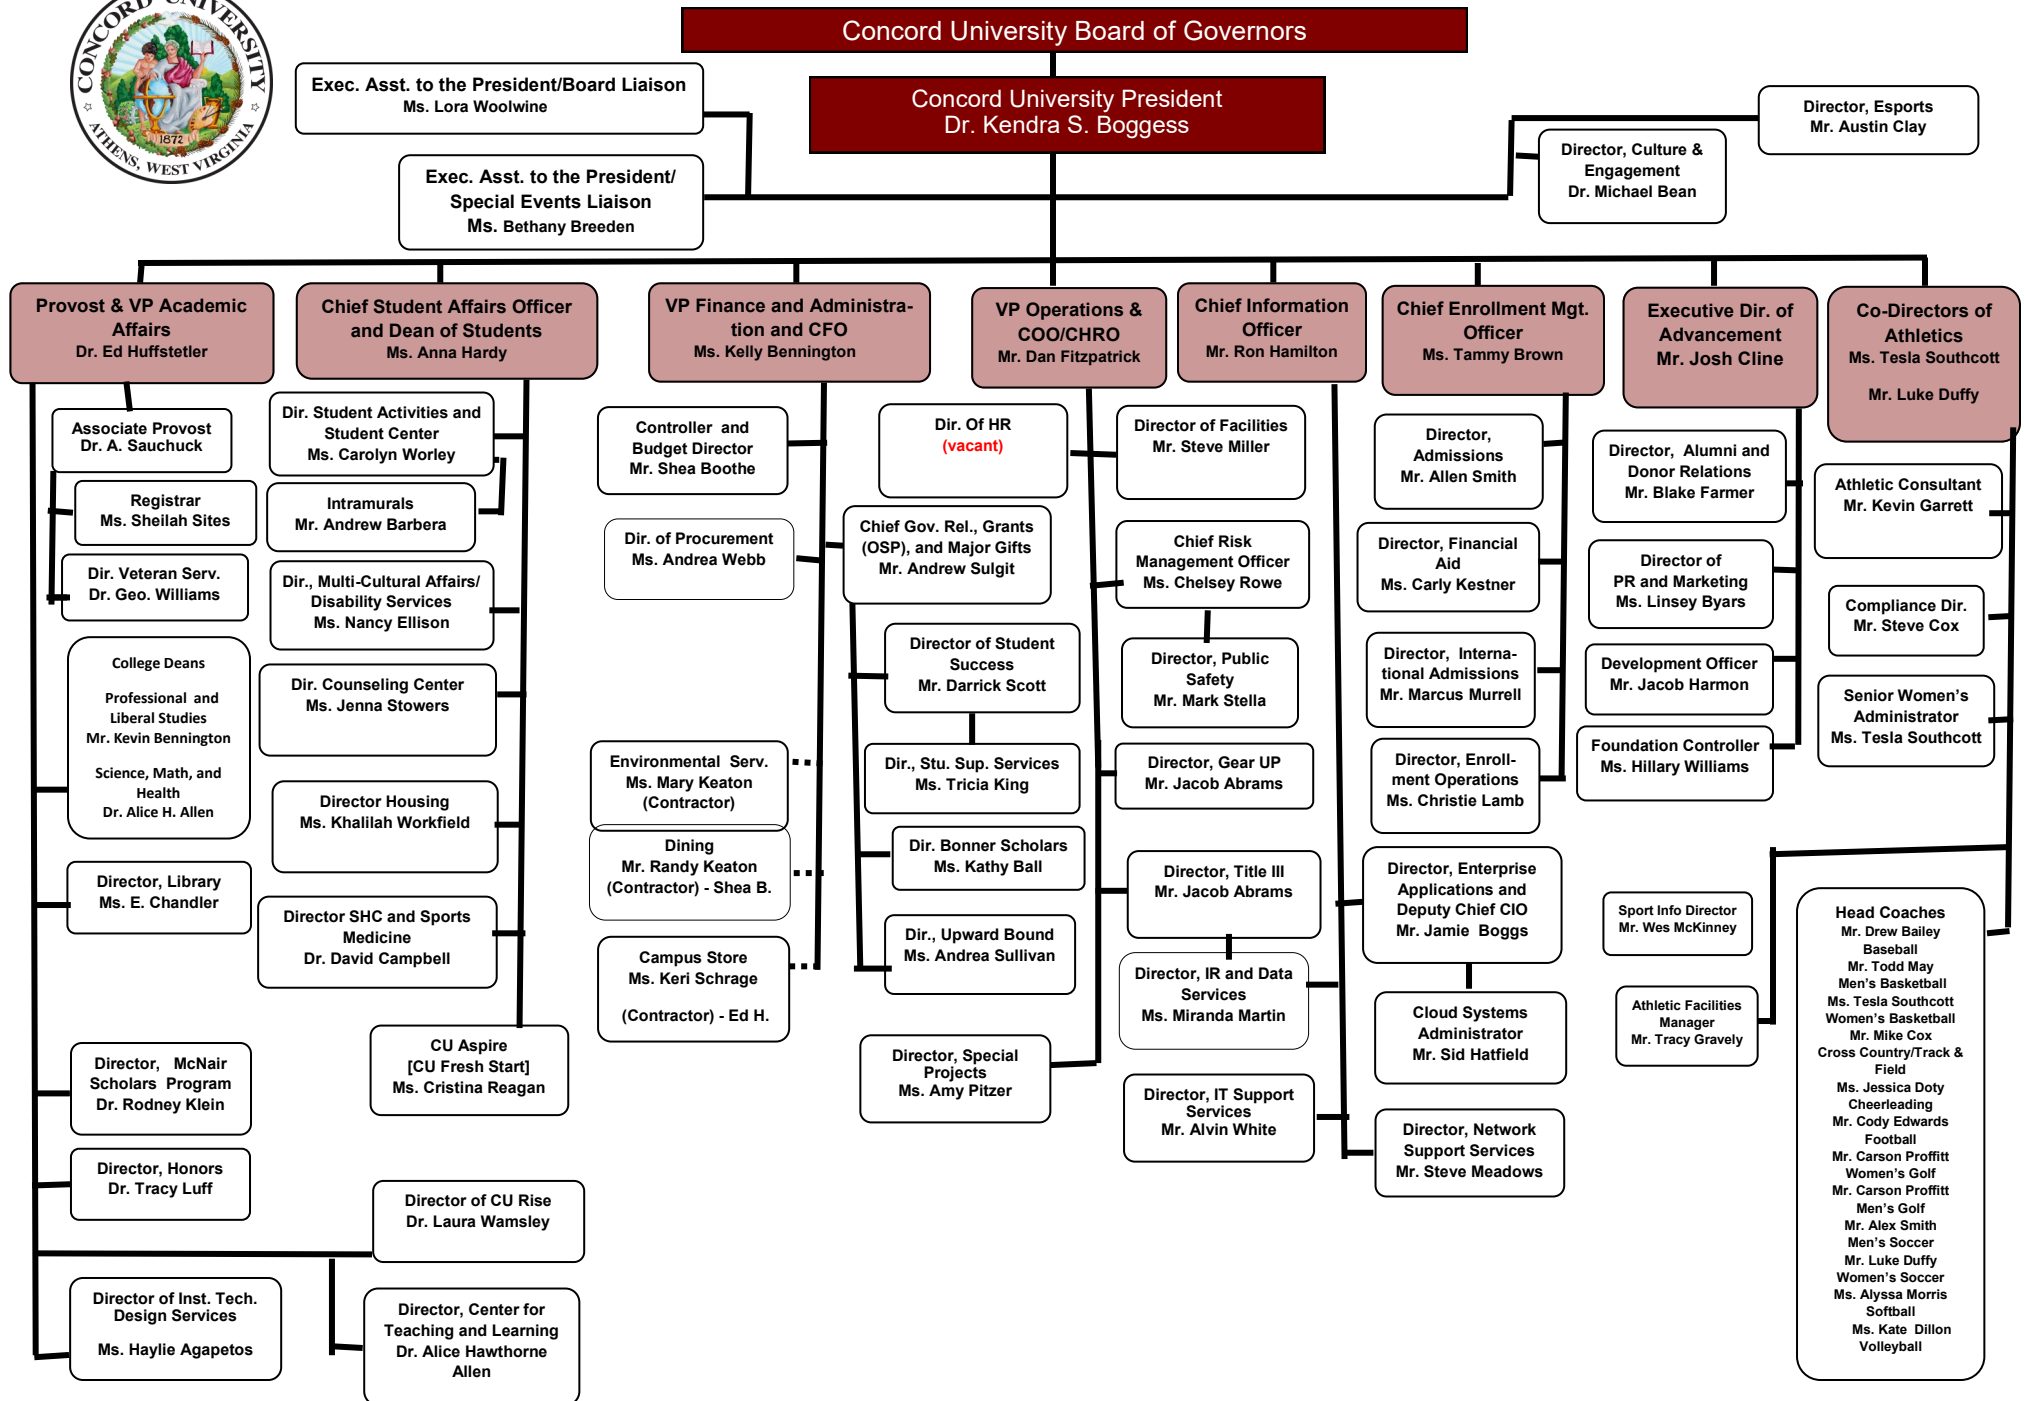 CONCORD UNIVERSITY
ATHENS, WEST VIRGINIA
1872
Concord University Board of Governors
Concord University President
Dr. Kendra S. Boggess
Exec. Asst. to the President/Board Liaison
Ms. Lora Woolwine
Exec. Asst. to the President/
Special Events Liaison
Ms. Bethany Breeden
Director, Esports
Mr. Austin Clay
Director, Culture &
Engagement
Dr. Michael Bean
Provost & VP Academic
Affairs
Dr. Ed Huffstetler
Chief Student Affairs Officer
and Dean of Students
Ms. Anna Hardy
VP Finance and Administra-
tion and CFO
Ms. Kelly Bennington
VP Operations &
COO/CHRO
Mr. Dan Fitzpatrick
Chief Information
Officer
Mr. Ron Hamilton
Chief Enrollment Mgt.
Officer
Ms. Tammy Brown
Executive Dir. of
Advancement
Mr. Josh Cline
Co-Directors of
Athletics
Ms. Tesla Southcott
Mr. Luke Duffy
Associate Provost
Dr. A. Sauchuck
Registrar
Ms. Sheilah Sites
Dir. Veteran Serv.
Dr. Geo. Williams
College Deans
Professional and
Liberal Studies
Mr. Kevin Bennington
Science, Math, and
Health
Dr. Alice H. Allen
Director, Library
Ms. E. Chandler
Director, McNair
Scholars Program
Dr. Rodney Klein
Director, Honors
Dr. Tracy Luff
Director of Inst. Tech.
Design Services
Ms. Haylie Agapetos
Director of CU Rise
Dr. Laura Wamsley
Director, Center for
Teaching and Learning
Dr. Alice Hawthorne
Allen
Dir. Student Activities and
Student Center
Ms. Carolyn Worley
Intramurals
Mr. Andrew Barbera
Dir., Multi-Cultural Affairs/
Disability Services
Ms. Nancy Ellison
Dir. Counseling Center
Ms. Jenna Stowers
Director Housing
Ms. Khalilah Workfield
Director SHC and Sports
Medicine
Dr. David Campbell
CU Aspire
[CU Fresh Start]
Ms. Cristina Reagan
Controller and
Budget Director
Mr. Shea Boothe
Dir. of Procurement
Ms. Andrea Webb
Environmental Serv.
Ms. Mary Keaton
(Contractor)
Dining
Mr. Randy Keaton
(Contractor) - Shea B.
Campus Store
Ms. Keri Schrage
(Contractor) - Ed H.
Chief Gov. Rel., Grants
(OSP), and Major Gifts
Mr. Andrew Sulgit
Director of Student
Success
Mr. Darrick Scott
Dir., Stu. Sup. Services
Ms. Tricia King
Dir. Bonner Scholars
Ms. Kathy Ball
Dir., Upward Bound
Ms. Andrea Sullivan
Dir. Of HR
(vacant)
Director of Facilities
Mr. Steve Miller
Chief Risk
Management Officer
Ms. Chelsey Rowe
Director, Public
Safety
Mr. Mark Stella
Director, Gear UP
Mr. Jacob Abrams
Director, Title III
Mr. Jacob Abrams
Director, Special
Projects
Ms. Amy Pitzer
Director, IR and Data
Services
Ms. Miranda Martin
Director, IT Support
Services
Mr. Alvin White
Director, Enterprise
Applications and
Deputy Chief CIO
Mr. Jamie Boggs
Cloud Systems
Administrator
Mr. Sid Hatfield
Director, Network
Support Services
Mr. Steve Meadows
Director,
Admissions
Mr. Allen Smith
Director, Financial
Aid
Ms. Carly Kestner
Director, Interna-
tional Admissions
Mr. Marcus Murrell
Director, Enroll-
ment Operations
Ms. Christie Lamb
Director, Alumni and
Donor Relations
Mr. Blake Farmer
Director of
PR and Marketing
Ms. Linsey Byars
Development Officer
Mr. Jacob Harmon
Foundation Controller
Ms. Hillary Williams
Athletic Consultant
Mr. Kevin Garrett
Compliance Dir.
Mr. Steve Cox
Senior Women's
Administrator
Ms. Tesla Southcott
Sport Info Director
Mr. Wes McKinney
Athletic Facilities
Manager
Mr. Tracy Gravely
Head Coaches
Mr. Drew Bailey
Baseball
Mr. Todd May
Men's Basketball
Ms. Tesla Southcott
Women's Basketball
Mr. Mike Cox
Cross Country/Track &
Field
Ms. Jessica Doty
Cheerleading
Mr. Cody Edwards
Football
Mr. Carson Proffitt
Women's Golf
Mr. Carson Proffitt
Men's Golf
Mr. Alex Smith
Men's Soccer
Mr. Luke Duffy
Women's Soccer
Ms. Alyssa Morris
Softball
Ms. Kate Dillon
Volleyball